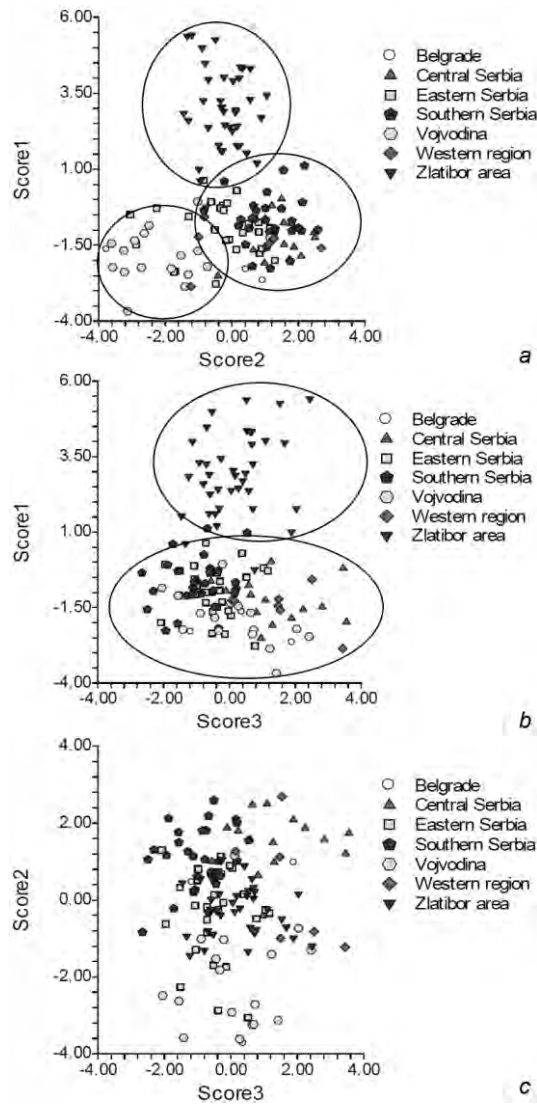 6.00
3.50
1.00
-1.50
-4.00
Score1
-4.00 -2.00 0.00 2.00 4.00
Score2
Belgrade
Central Serbia
Eastern Serbia
Southern Serbia
Vojvodina
Western region
Zlatibor area
a
6.00
3.50
1.00
-1.50
-4.00
Score1
-4.00 -2.00 0.00 2.00 4.00
Score3
Belgrade
Central Serbia
Eastern Serbia
Southern Serbia
Vojvodina
Western region
Zlatibor area
b
4.00
2.00
0.00
-2.00
-4.00
Score2
-4.00 -2.00 0.00 2.00 4.00
Score3
Belgrade
Central Serbia
Eastern Serbia
Southern Serbia
Vojvodina
Western region
Zlatibor area
c